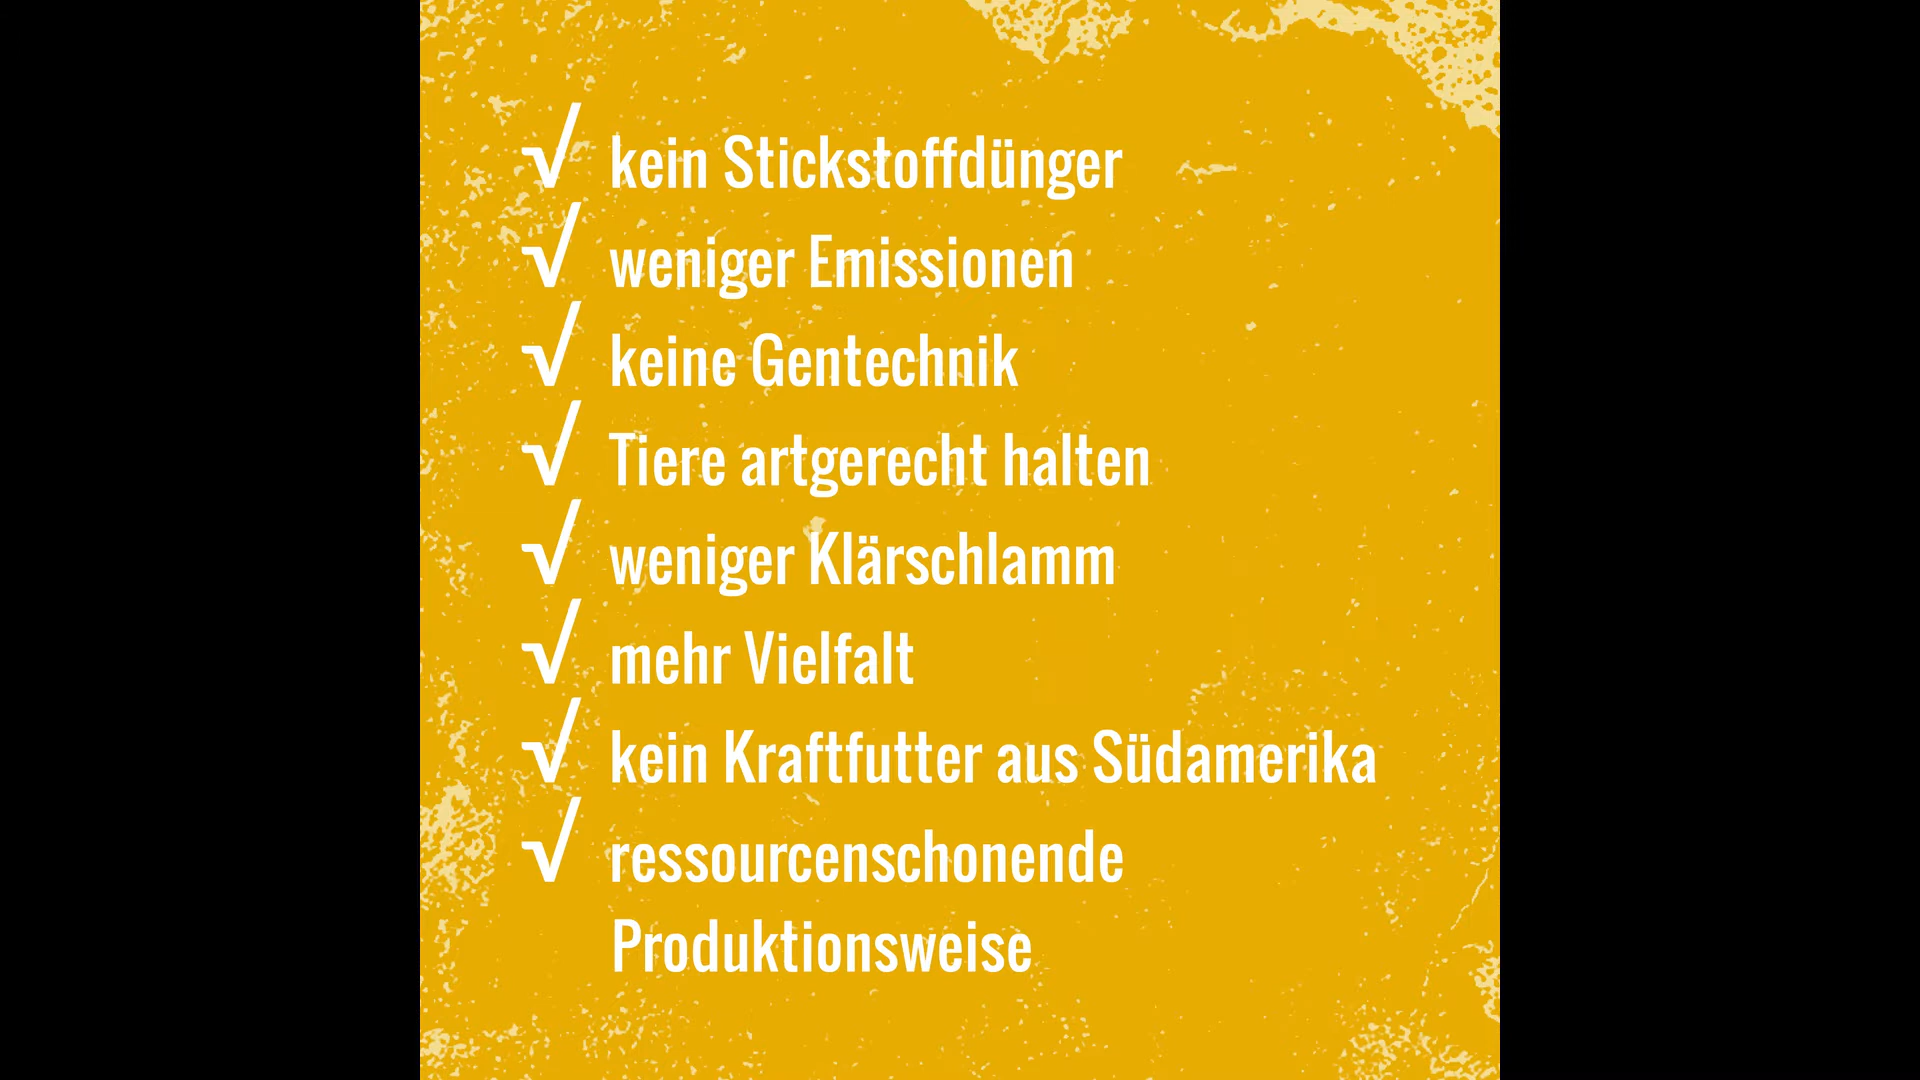 √ kein Stickstoffdünger
√ weniger Emissionen
√ keine Gentechnik
√ Tiere artgerecht halten
√ weniger Klärschlamm
√ mehr Vielfalt
√ kein Kraftfutter aus Südamerika
√ ressourcenschonende
Produktionsweise